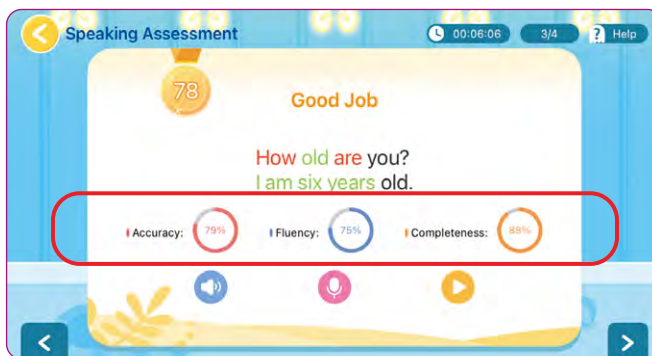 Speaking Assessment
00:06:06
3/4
? Help
78
Good Job
How old are you?
I am six years old.
Accuracy: 79%
Fluency: 75%
Completeness: 88%